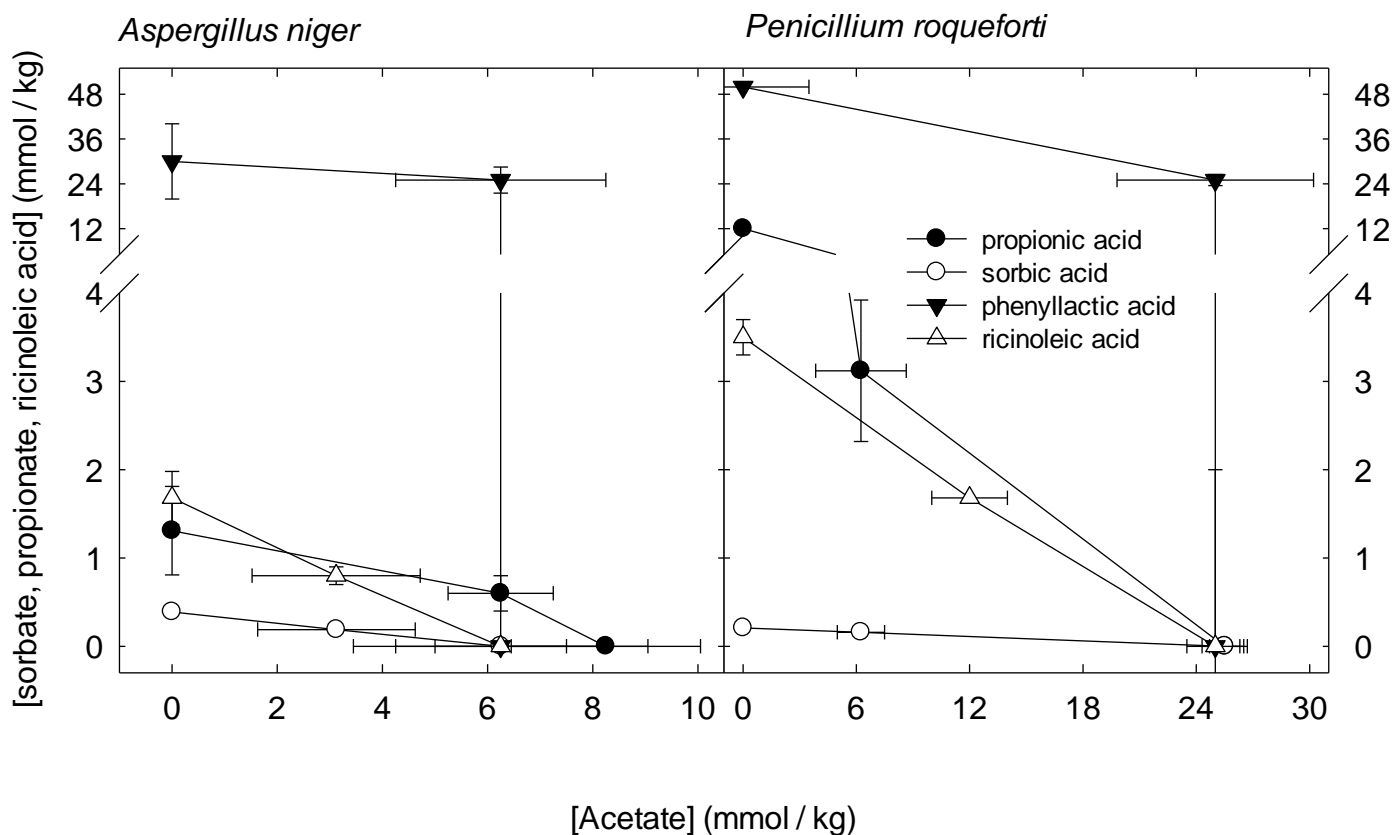 Aspergillus niger
Penicillium roqueforti
[sorbate, propionate, ricinoleic acid] (mmol / kg)
48
36
24
12
4
3
2
1
0
48
36
24
12
4
3
2
1
0
propionic acid
sorbic acid
phenyllactic acid
ricinoleic acid
0 2 4 6 8 10
0 6 12 18 24 30
[Acetate] (mmol / kg)